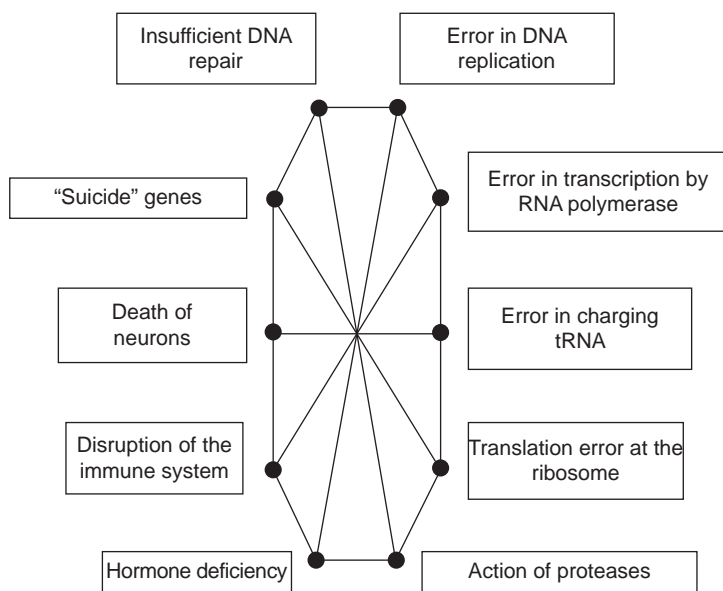 Insufficient DNA
repair
Error in DNA
replication
“Suicide” genes
Error in transcription by
RNA polymerase
Death of
neurons
Error in charging
tRNA
Disruption of the
immune system
Translation error at the
ribosome
Hormone deficiency
Action of proteases